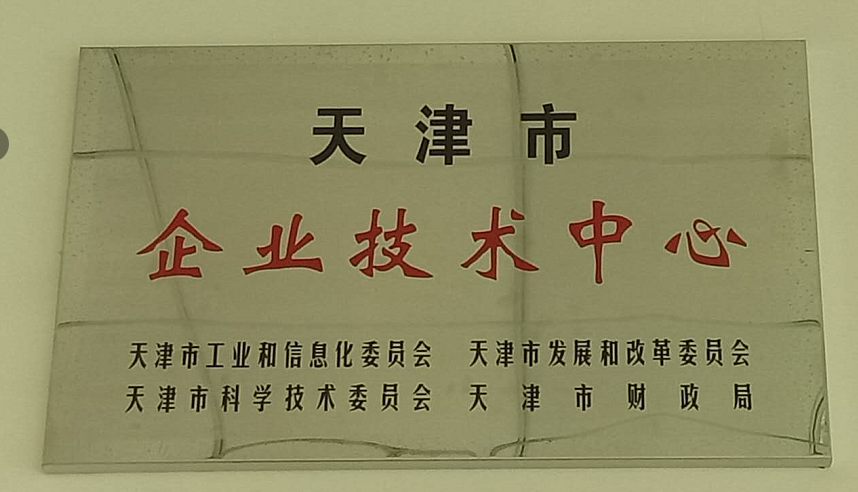 天津市
企业技术中心
天津市工业和信息化委员会 天津市发展和改革委员会
天津市科学技术委员会 天津市财政局